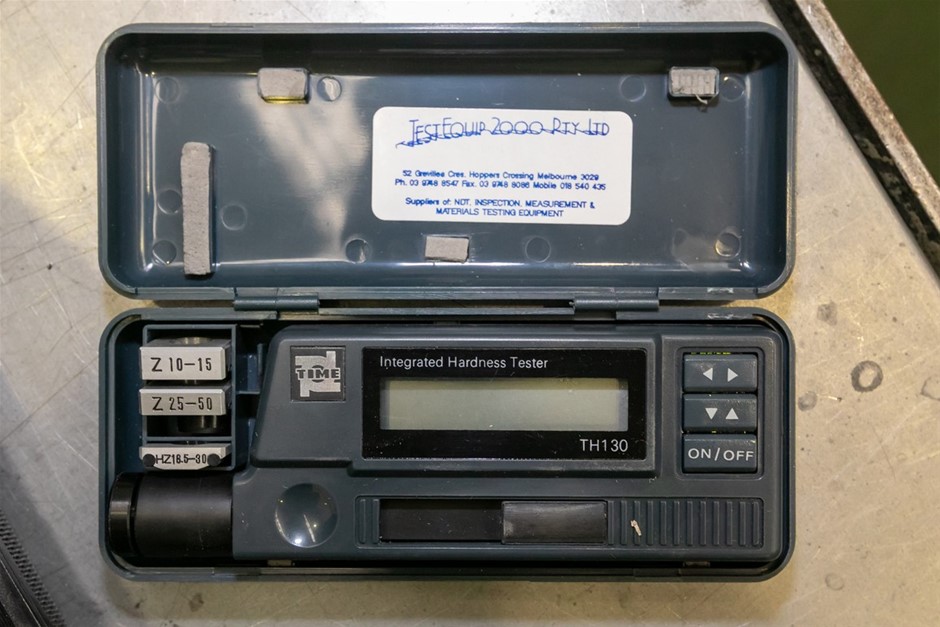 TESTEQUIP 2000 PTY LTD
52 Grevillea Cres, Hoppers Crossing Melbourne 3029
Ph. 03 9748 8547 Fax. 03 9748 8086 Mobile 018 540 435
Suppliers of: NDT, INSPECTION, MEASUREMENT &
MATERIALS TESTING EQUIPMENT
Z 10-15
Z 25-50
HZ16.5-30
TIME
Integrated Hardness Tester
TH130
ON/OFF